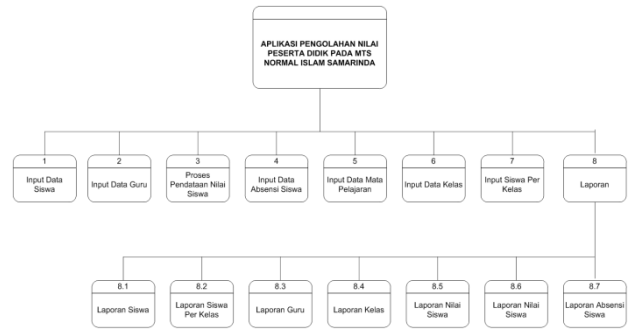 APLIKASI PENGOLAHAN NILAI
PESERTA DIDIK PADA MTS
NORMAL ISLAM SAMARINDA
1
Input Data
Siswa
2
Input Data Guru
3
Proses
Pendataan Nilai
Siswa
4
Input Data
Absensi Siswa
5
Input Data Mata
Pelajaran
6
Input Data Kelas
7
Input Siswa Per
Kelas
8
Laporan
8.1
Laporan Siswa
8.2
Laporan Siswa
Per Kelas
8.3
Laporan Guru
8.4
Laporan Kelas
8.5
Laporan Nilai
Siswa
8.6
Laporan Nilai
Siswa
8.7
Laporan Absensi
Siswa